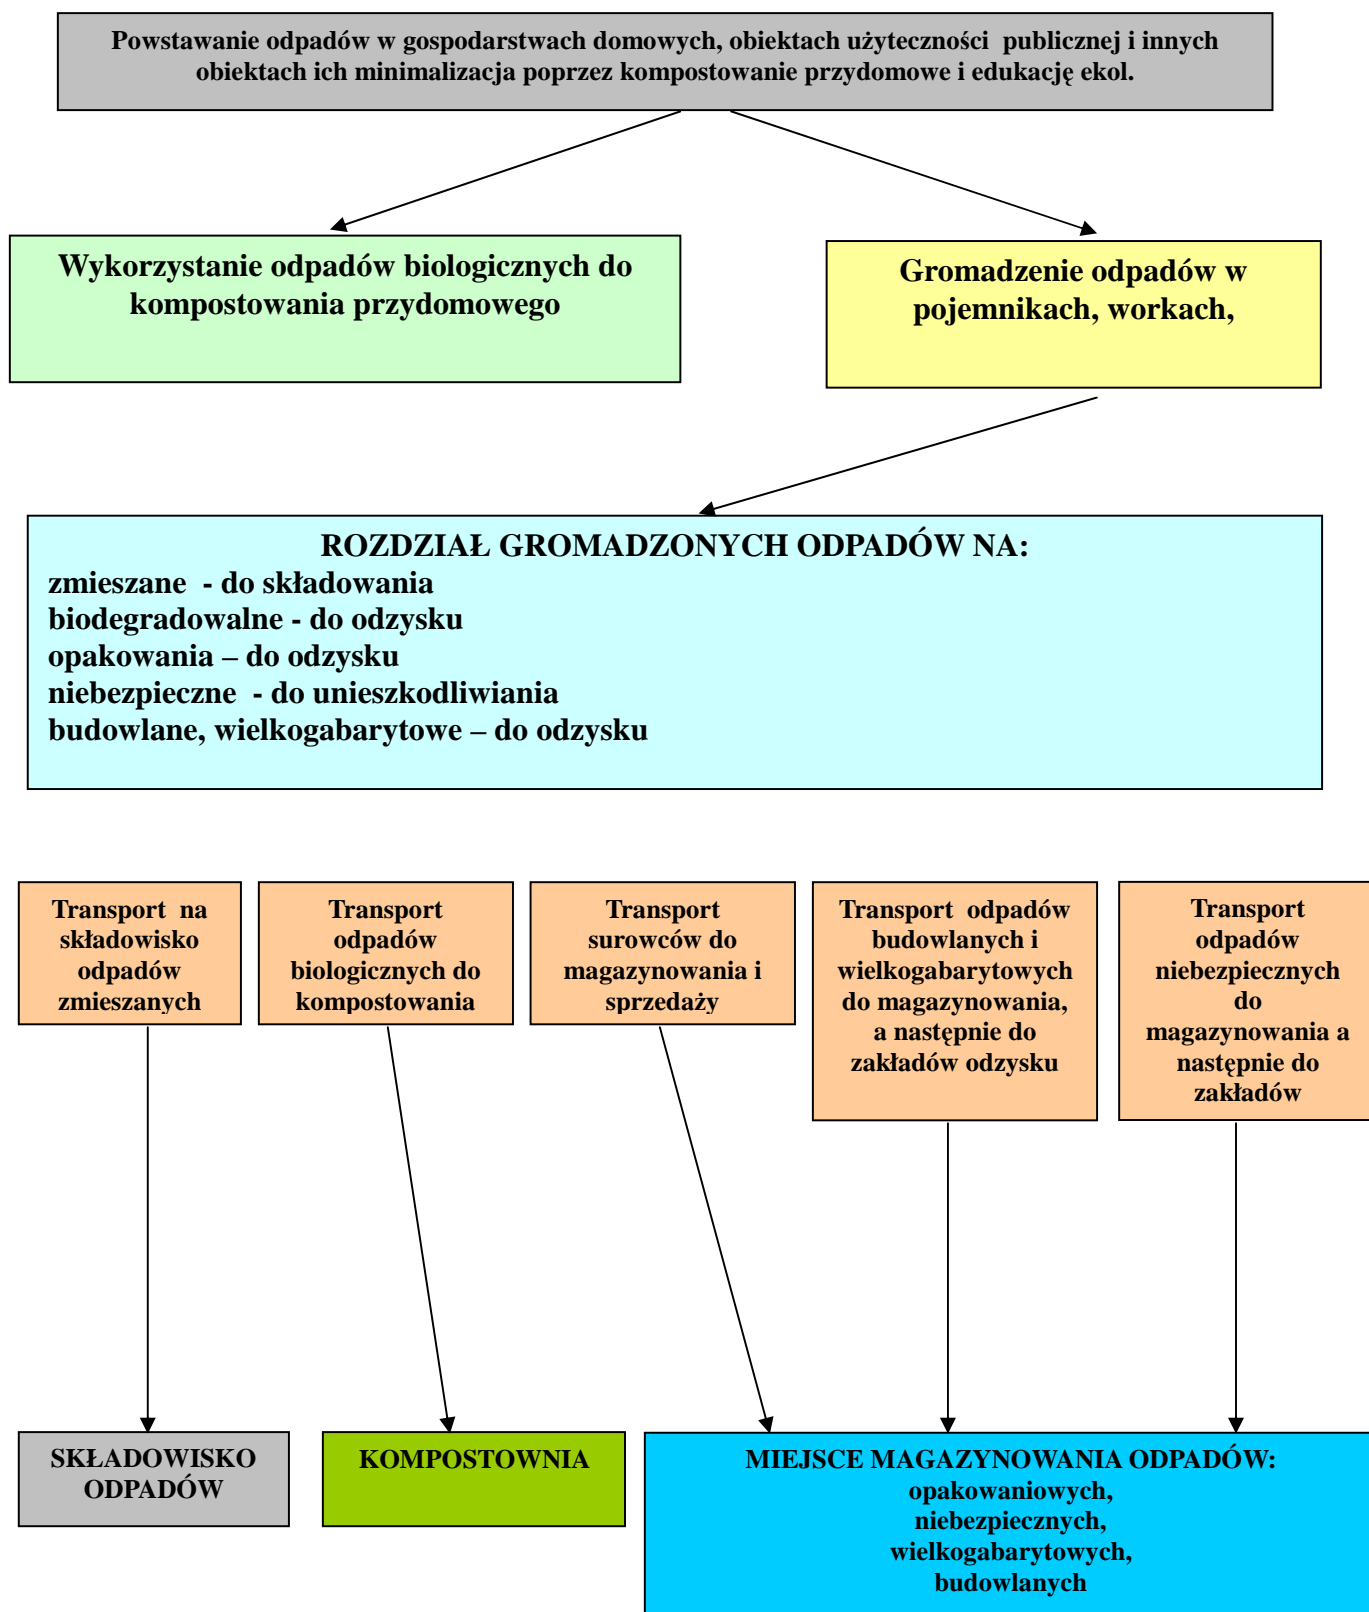 Powstawanie odpadów w gospodarstwach domowych, obiektach użyteczności publicznej i innych
obiektach ich minimalizacja poprzez kompostowanie przydomowe i edukację ekol.
Wykorzystanie odpadów biologicznych do
kompostowania przydomowego
Gromadzenie odpadów w
pojemnikach, workach,
ROZDZIAŁ GROMADZONYCH ODPADÓW NA:
zmieszane - do składowania
biodegradowalne - do odzysku
opakowania – do odzysku
niebezpieczne - do unieszkodliwiania
budowlane, wielkogabarytowe – do odzysku
Transport na
składowisko
odpadów
zmieszanych
Transport
odpadów
biologicznych do
kompostowania
Transport
surowców do
magazynowania i
sprzedaży
Transport odpadów
budowlanych i
wielkogabarytowych
do magazynowania,
a następnie do
zakładów odzysku
Transport
odpadów
niebezpiecznych
do
magazynowania a
następnie do
zakładów
SKŁADOWISKO
ODPADÓW
KOMPOSTOWNIA
MIEJSCE MAGAZYNOWANIA ODPADÓW:
opakowaniowych,
niebezpiecznych,
wielkogabarytowych,
budowlanych